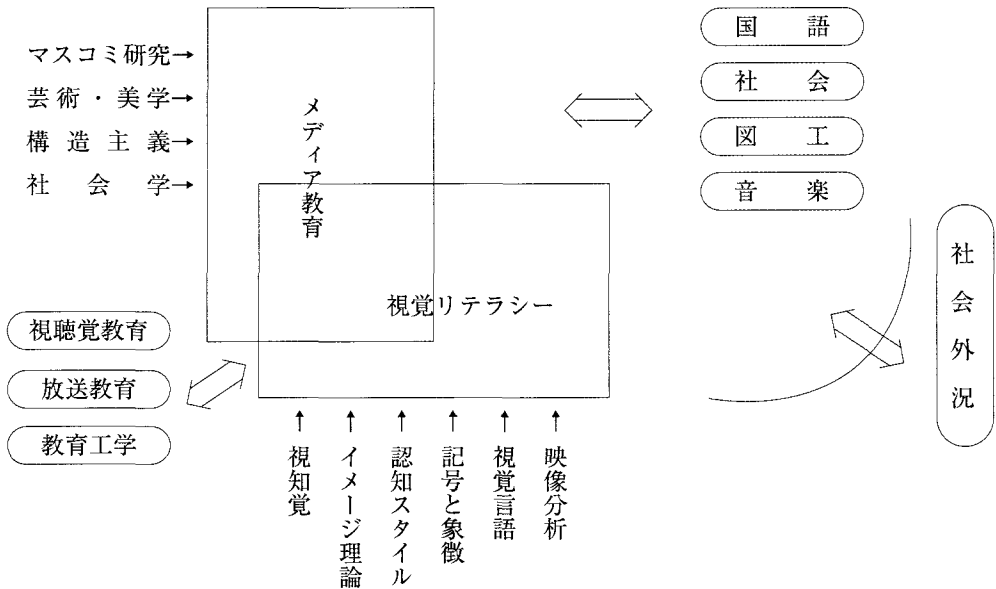 マスコミ研究→
芸術・美学→
構造主義→
社会学→
メディア教育
視覚リテラシー
国語
社会
図工
音楽
社会外況
視聴覚教育
放送教育
教育工学
視知覚
イメージ理論
認知スタイル
記号と象徴
視覚言語
映像分析